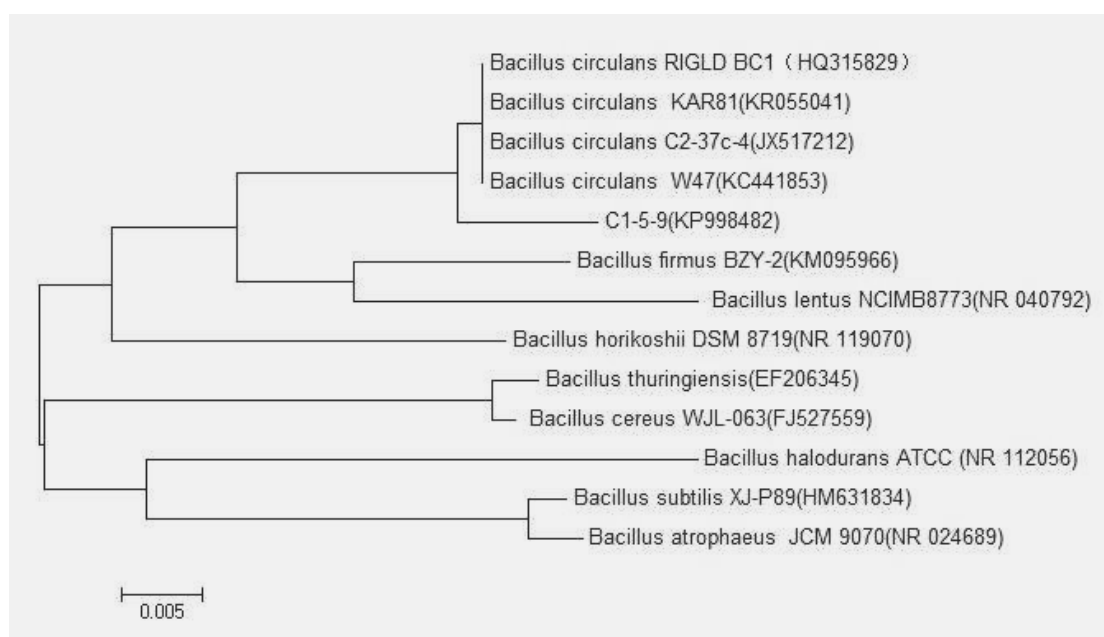 Bacillus circulans RIGLD BC1（HQ315829）
Bacillus circulans KAR81(KR055041)
Bacillus circulans C2-37c-4(JX517212)
Bacillus circulans W47(KC441853)
C1-5-9(KP998482)
Bacillus firmus BZY-2(KM095966)
Bacillus lentus NCIMB8773(NR 040792)
Bacillus horikoshii DSM 8719(NR 119070)
Bacillus thuringiensis(EF206345)
Bacillus cereus WJL-063(FJ527559)
Bacillus halodurans ATCC (NR 112056)
Bacillus subtilis XJ-P89(HM631834)
Bacillus atrophaeus JCM 9070(NR 024689)
0.005